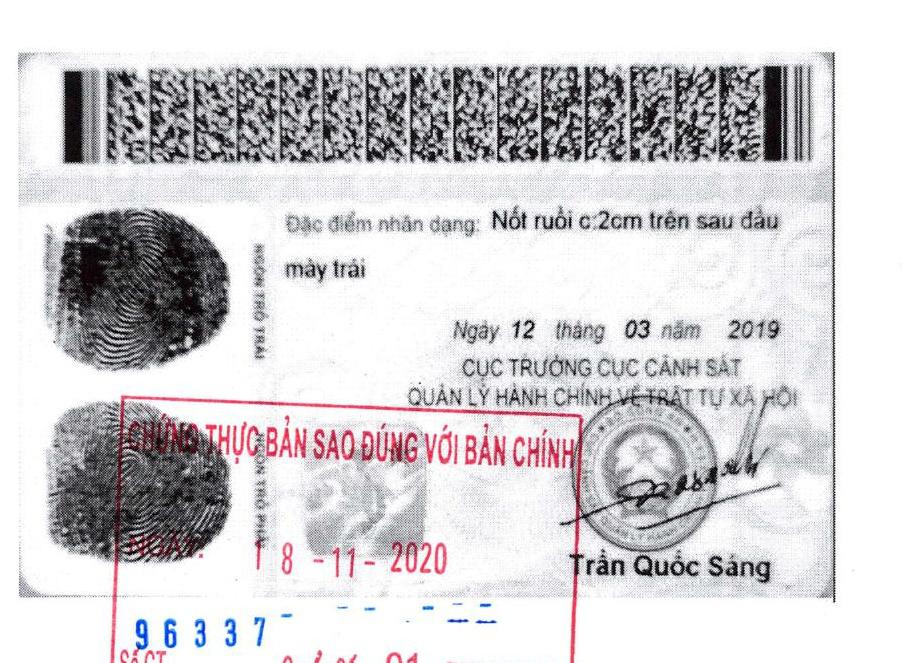 Đặc điểm nhân dạng: Nốt ruồi c:2cm trên sau đầu
mày trái
NGÓN TRỎ TRÁI
Ngày 12 tháng 03 năm 2019
CỤC TRƯỞNG CỤC CẢNH SÁT
QUẢN LÝ HÀNH CHÍNH VỀ TRẬT TỰ XÃ HỘI
CHỨNG THỰC BẢN SAO ĐÚNG VỚI BẢN CHÍNH
NGÓN TRỎ PHẢI
NGÀY: 18-11-2020
Trần Quốc Sáng
96337
Số CT